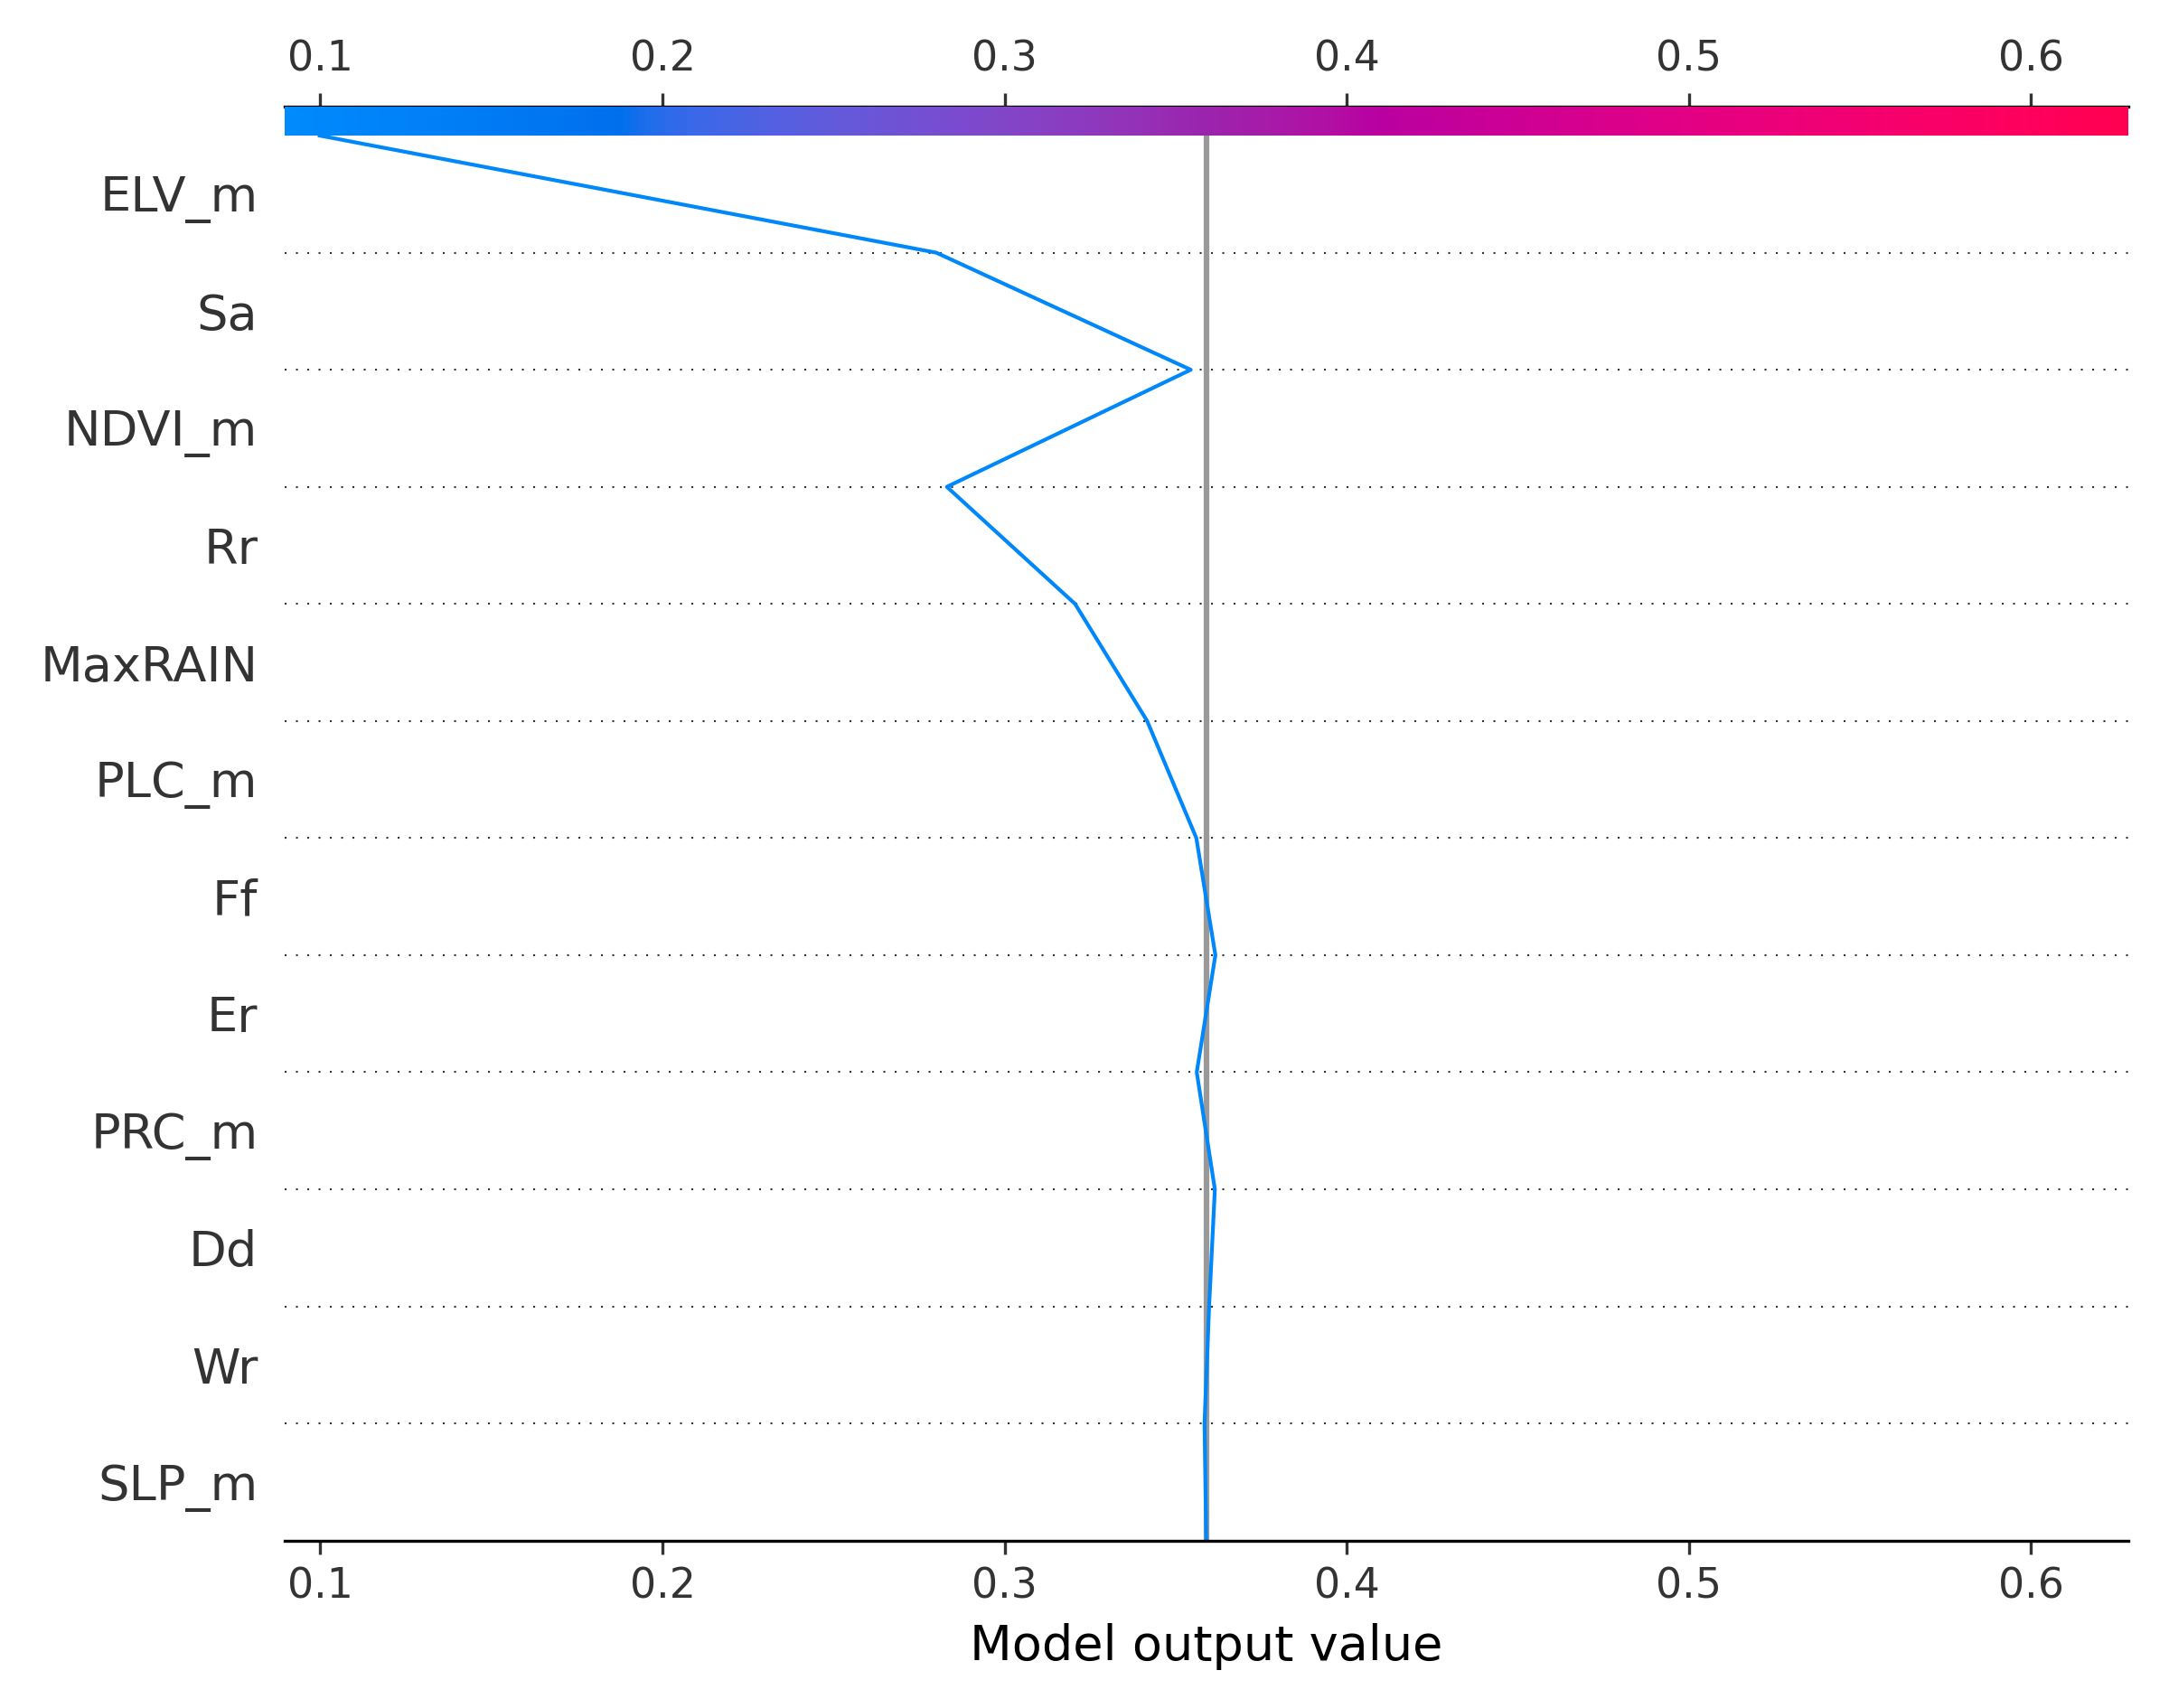 0.1 0.2 0.3 0.4 0.5 0.6
ELV_m
Sa
NDVI_m
Rr
MaxRAIN
PLC_m
Ff
Er
PRC_m
Dd
Wr
SLP_m
0.1 0.2 0.3 0.4 0.5 0.6
Model output value